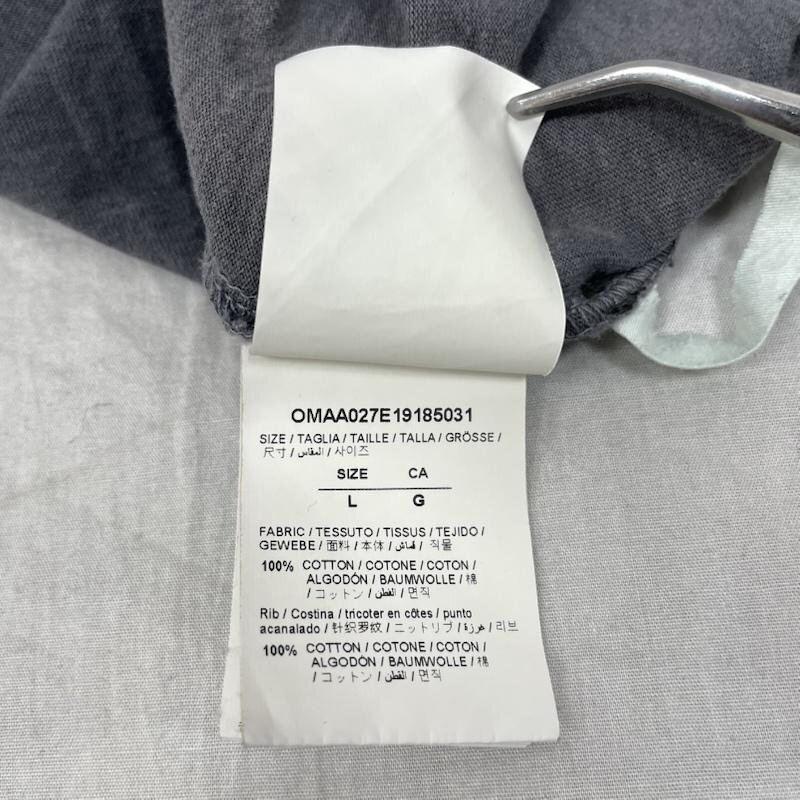 OMAA027E19185031
SIZE / TAGLIA / TAILLE / TALLA / GRÖSSE /
尺寸 / المقاس / 사이즈
SIZE CA
L G
FABRIC / TESSUTO / TISSUS / TEJIDO /
GEWEBE / 面料 / 本体 / قماش / 직물
100% COTTON / COTONE / COTON /
ALGODÓN / BAUMWOLLE / 棉
/ コットン / القطن / 면직
Rib / Costina / tricoter en côtes / punto
acanalado / 针织罗纹 / ニットリブ / غرزة / 리브
100% COTTON / COTONE / COTON /
ALGODÓN / BAUMWOLLE / 棉
/ コットン / القطن / 면직